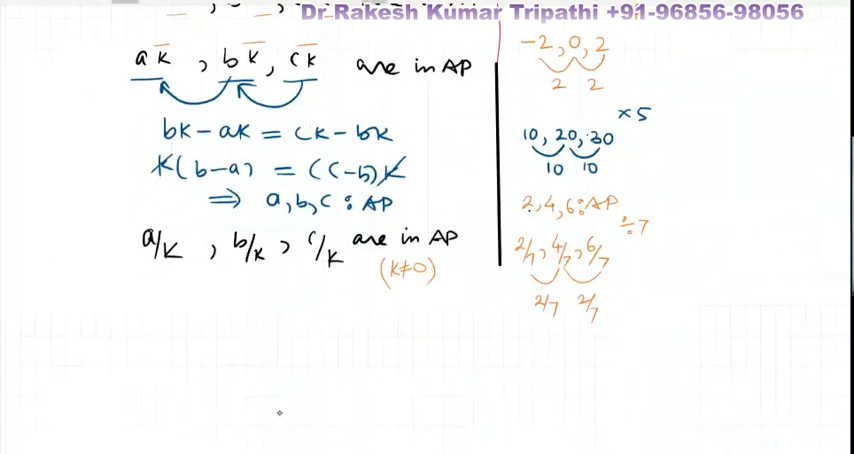 Dr Rakesh Kumar Tripathi +91-96856-98056
ak , bk, ck are in AP
bk-ak = ck-bk
k(b-a) = (c-b)k
⇒ a, b, c : AP
a/k , b/k , c/k are in AP
(k≠0)
-2, 0, 2
2 2
×5
10, 20, 30
10 10
2, 4, 6 : AP
÷7
2/7, 4/7, 6/7
2/7 2/7